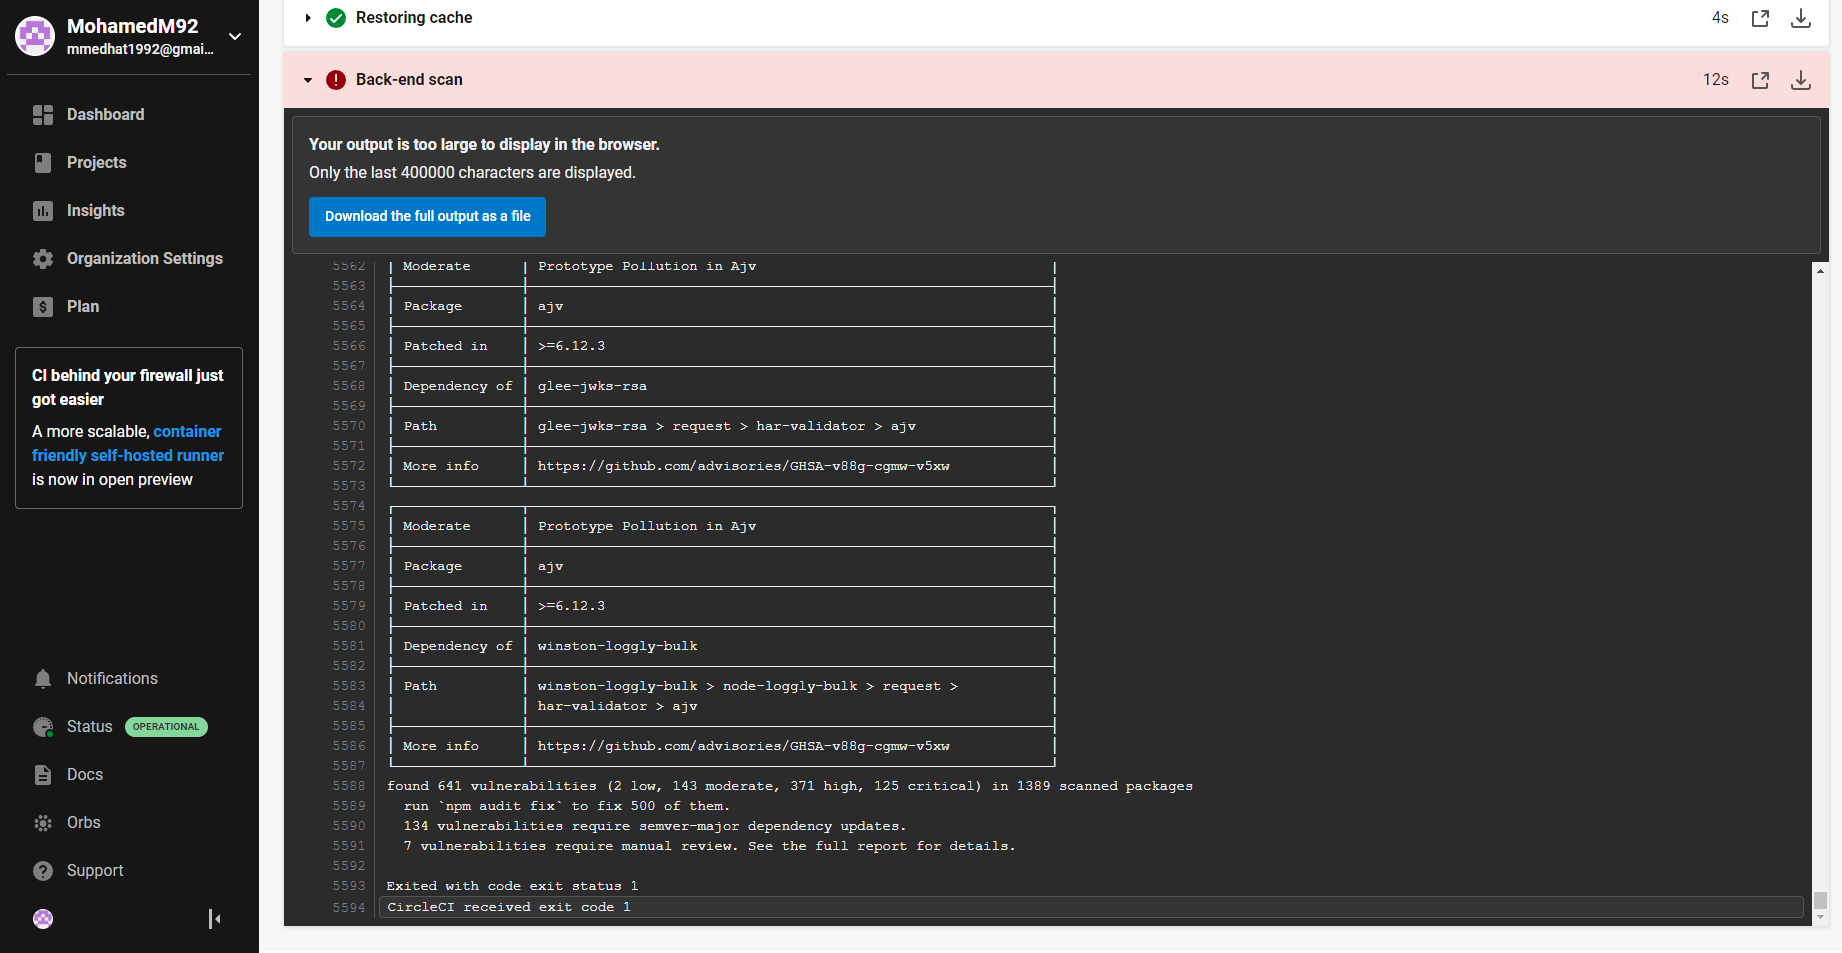 MohamedM92
mmedhat1992@gmai...
Dashboard
Projects
Insights
Organization Settings
Plan
CI behind your firewall just
got easier
A more scalable, container
friendly self-hosted runner
is now in open preview
Notifications
Status OPERATIONAL
Docs
Orbs
Support
Restoring cache 4s
Back-end scan 12s
Your output is too large to display in the browser.
Only the last 400000 characters are displayed.
Download the full output as a file
5562 Moderate Prototype Pollution in Ajv
5563
5564 Package ajv
5565
5566 Patched in >=6.12.3
5567
5568 Dependency of glee-jwks-rsa
5569
5570 Path glee-jwks-rsa > request > har-validator > ajv
5571
5572 More info https://github.com/advisories/GHSA-v88g-cgmw-v5xw
5573
5574
5575 Moderate Prototype Pollution in Ajv
5576
5577 Package ajv
5578
5579 Patched in >=6.12.3
5580
5581 Dependency of winston-loggly-bulk
5582
5583 Path winston-loggly-bulk > node-loggly-bulk > request >
5584 har-validator > ajv
5585
5586 More info https://github.com/advisories/GHSA-v88g-cgmw-v5xw
5587
5588 found 641 vulnerabilities (2 low, 143 moderate, 371 high, 125 critical) in 1389 scanned packages
5589 run `npm audit fix` to fix 500 of them.
5590 134 vulnerabilities require semver-major dependency updates.
5591 7 vulnerabilities require manual review. See the full report for details.
5592
5593 Exited with code exit status 1
5594 CircleCI received exit code 1